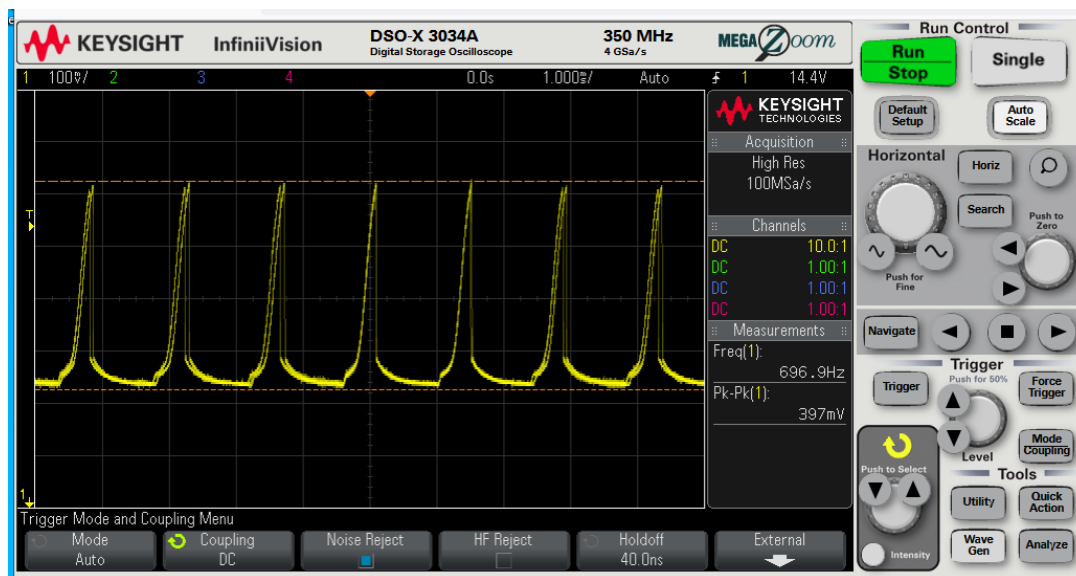 KEYSIGHT InfiniiVision DSO-X 3034A 350 MHz MEGA Zoom
Digital Storage Oscilloscope 4 GSa/s
1 100▿/ 2 3 4 0.0s 1.000s/ Auto 1 14.4V
KEYSIGHT
TECHNOLOGIES
Acquisition
High Res
100MSa/s
Channels
DC 10.0:1
DC 1.00:1
DC 1.00:1
DC 1.00:1
Measurements
Freq(1):
696.9Hz
Pk-Pk(1):
397mV
T
1
Trigger Mode and Coupling Menu
Mode Coupling Noise Reject HF Reject Holdoff External
Auto DC 40.0ns
Run Control
Run
Stop
Single
Default
Setup
Auto
Scale
Horizontal
Horiz
Search
Push to
Zero
Push for
Fine
Navigate
Trigger
Push for 50%
Trigger
Force
Trigger
Mode
Coupling
Level
Push to Select
Tools
Utility
Quick
Action
Wave
Gen
Analyze
Intensity